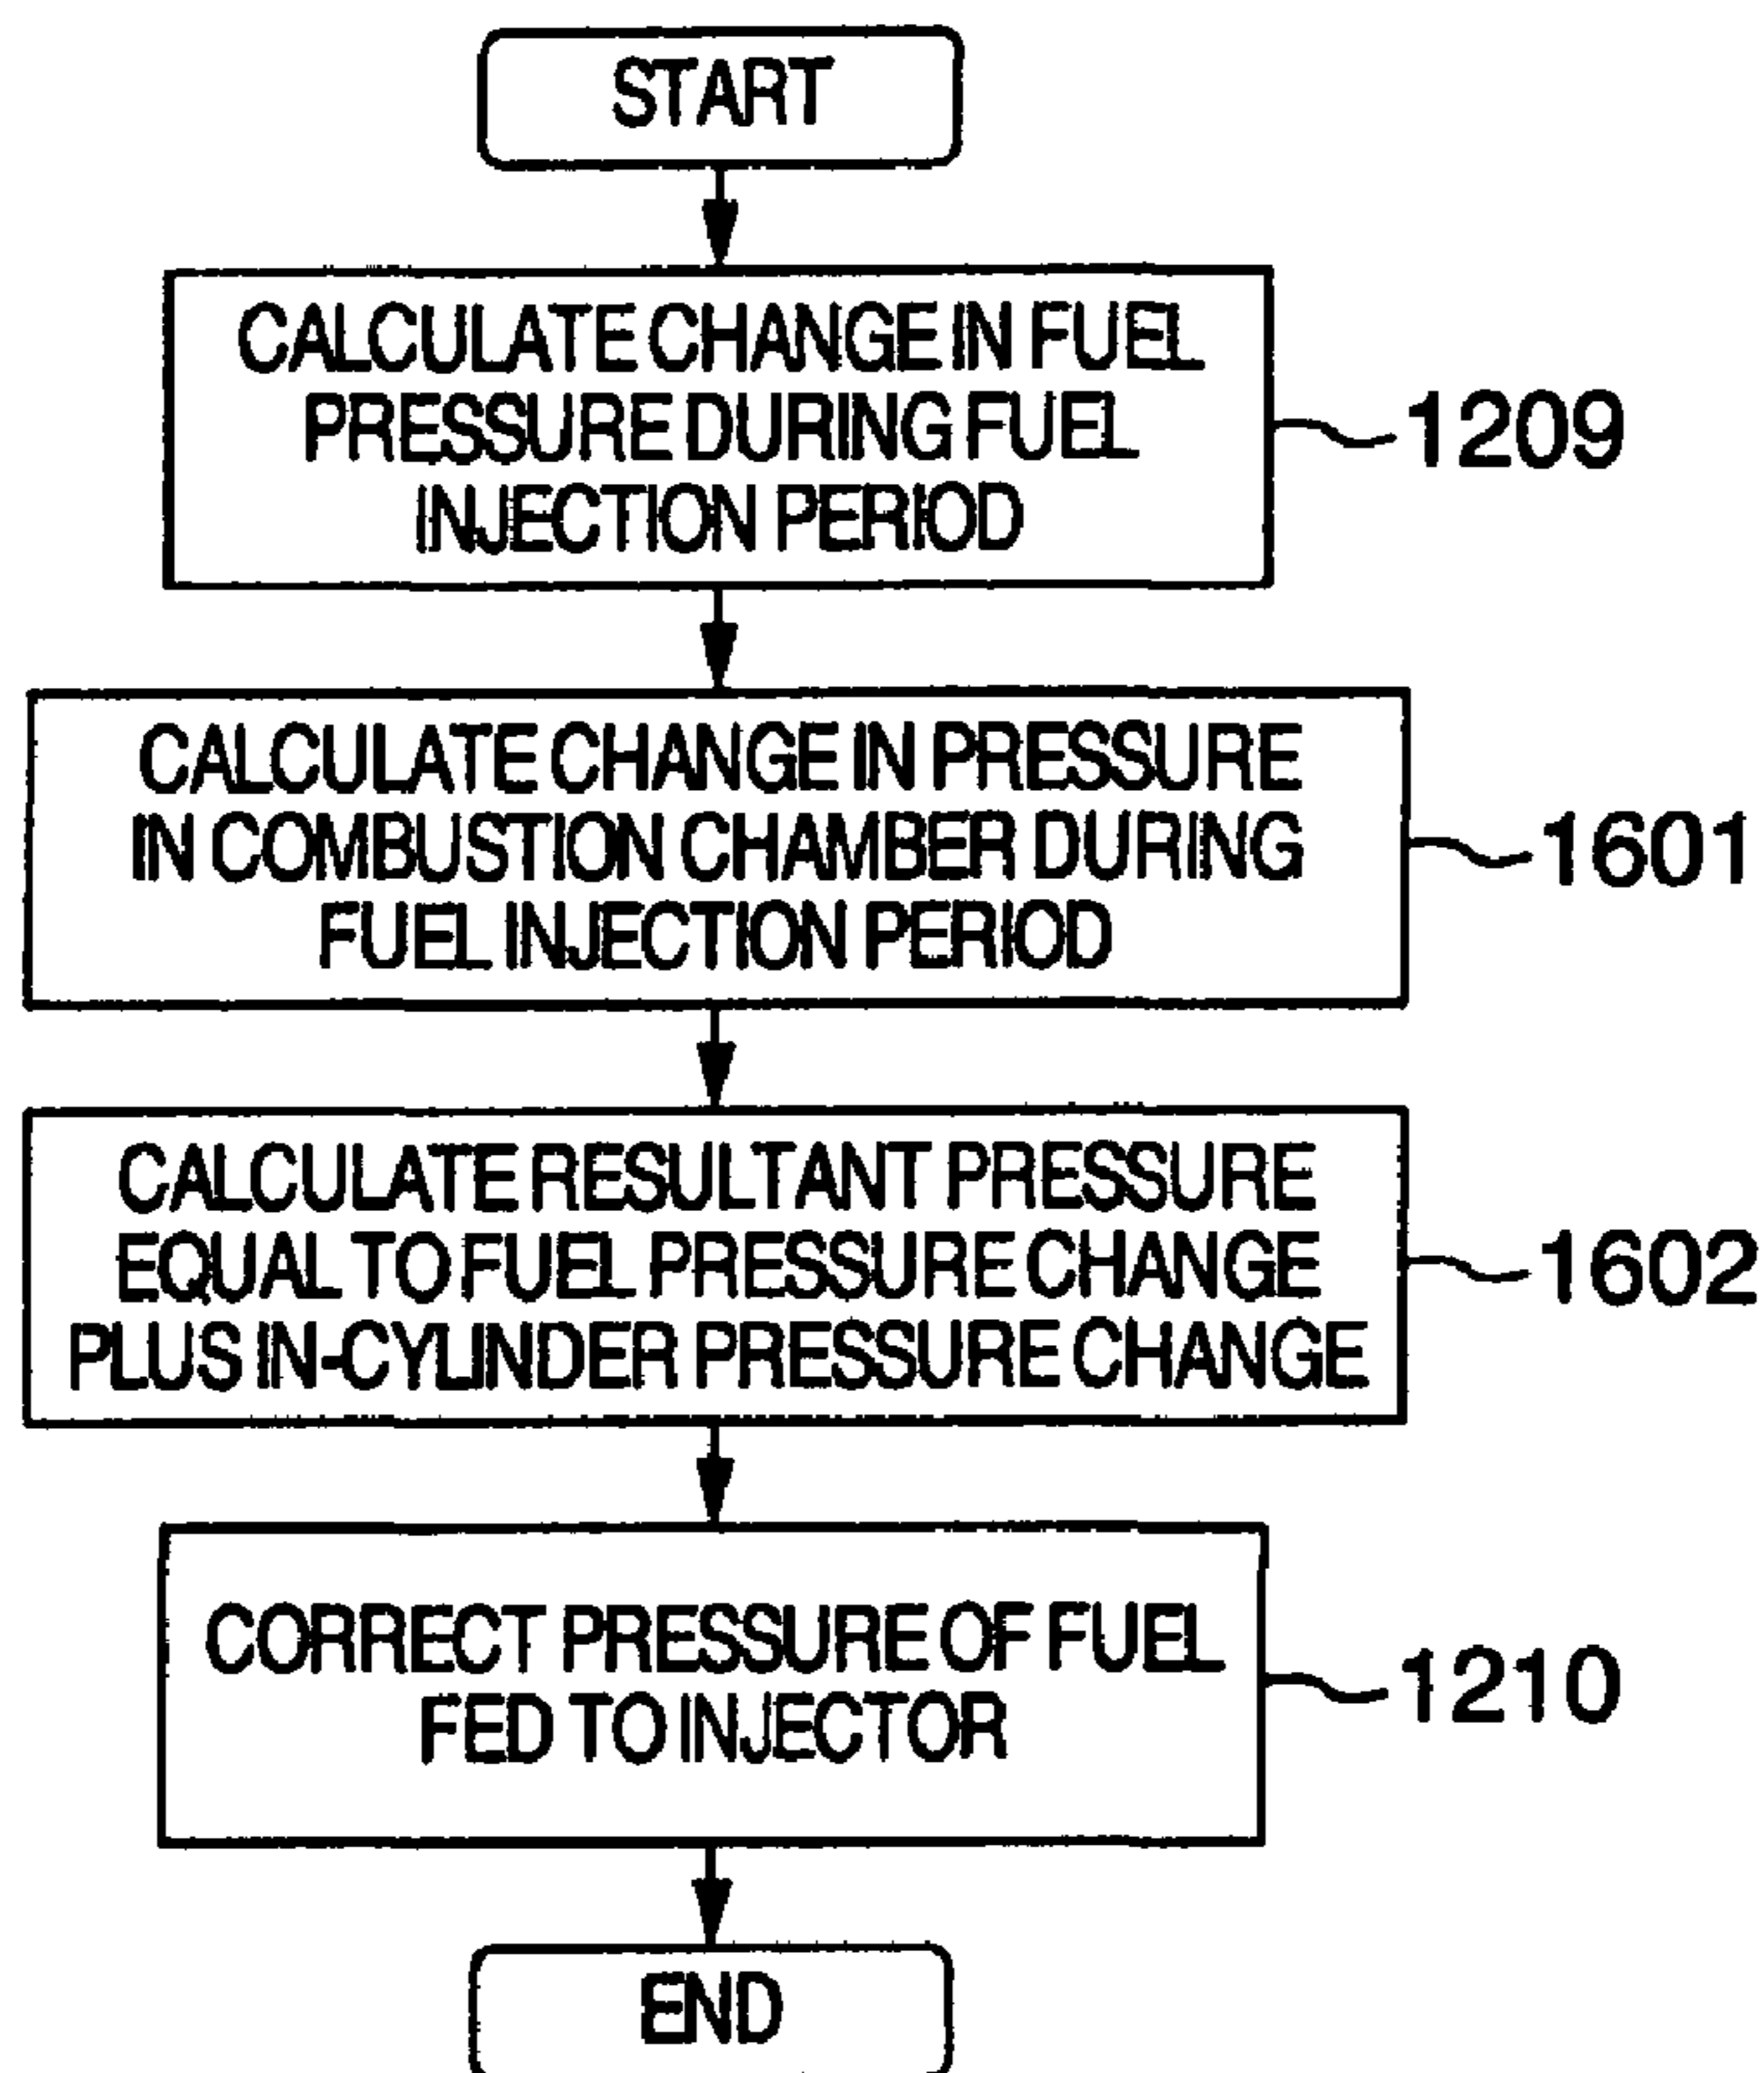 START
CALCULATE CHANGE IN FUEL
PRESSURE DURING FUEL
INJECTION PERIOD
1209
CALCULATE CHANGE IN PRESSURE
IN COMBUSTION CHAMBER DURING
FUEL INJECTION PERIOD
1601
CALCULATE RESULTANT PRESSURE
EQUAL TO FUEL PRESSURE CHANGE
PLUS IN-CYLINDER PRESSURE CHANGE
1602
CORRECT PRESSURE OF FUEL
FED TO INJECTOR
1210
END